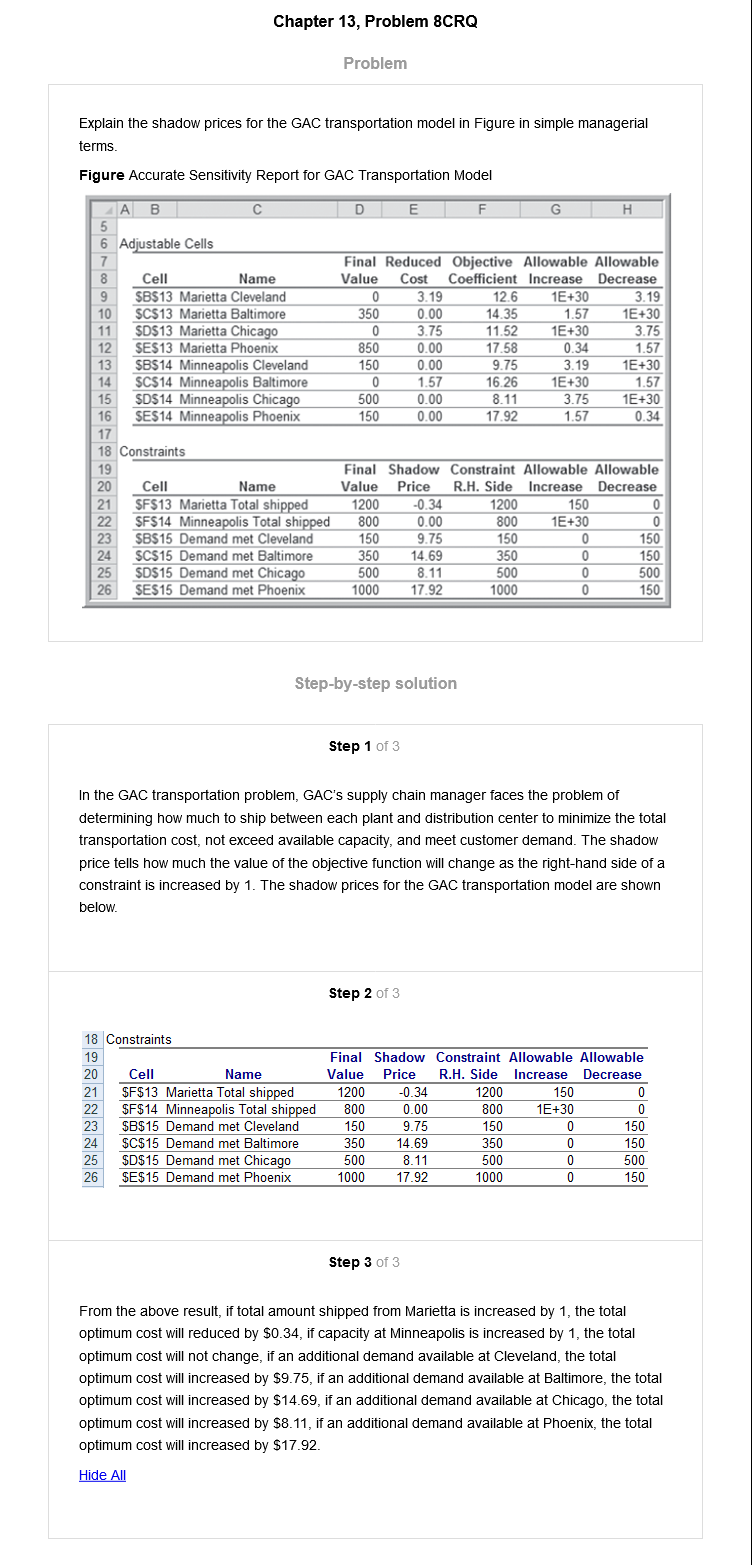 Chapter 13, Problem 8CRQ
Problem
Explain the shadow prices for the GAC transportation model in Figure in simple managerial
terms.
Figure Accurate Sensitivity Report for GAC Transportation Model
A B C D E F G H
5
6 Adjustable Cells
7 Final Reduced Objective Allowable Allowable
8 Cell Name Value Cost Coefficient Increase Decrease
9 $B$13 Marietta Cleveland 0 3.19 12.6 1E+30 3.19
10 $C$13 Marietta Baltimore 350 0.00 14.35 1.57 1E+30
11 $D$13 Marietta Chicago 0 3.75 11.52 1E+30 3.75
12 $E$13 Marietta Phoenix 850 0.00 17.58 0.34 1.57
13 $B$14 Minneapolis Cleveland 150 0.00 9.75 3.19 1E+30
14 $C$14 Minneapolis Baltimore 0 1.57 16.26 1E+30 1.57
15 $D$14 Minneapolis Chicago 500 0.00 8.11 3.75 1E+30
16 $E$14 Minneapolis Phoenix 150 0.00 17.92 1.57 0.34
17
18 Constraints
19 Final Shadow Constraint Allowable Allowable
20 Cell Name Value Price R.H. Side Increase Decrease
21 $F$13 Marietta Total shipped 1200 -0.34 1200 150 0
22 $F$14 Minneapolis Total shipped 800 0.00 800 1E+30 0
23 $B$15 Demand met Cleveland 150 9.75 150 0 150
24 $C$15 Demand met Baltimore 350 14.69 350 0 150
25 $D$15 Demand met Chicago 500 8.11 500 0 500
26 $E$15 Demand met Phoenix 1000 17.92 1000 0 150
Step-by-step solution
Step 1 of 3
In the GAC transportation problem, GAC's supply chain manager faces the problem of
determining how much to ship between each plant and distribution center to minimize the total
transportation cost, not exceed available capacity, and meet customer demand. The shadow
price tells how much the value of the objective function will change as the right-hand side of a
constraint is increased by 1. The shadow prices for the GAC transportation model are shown
below.
Step 2 of 3
18 Constraints
19 Final Shadow Constraint Allowable Allowable
20 Cell Name Value Price R.H. Side Increase Decrease
21 $F$13 Marietta Total shipped 1200 -0.34 1200 150 0
22 $F$14 Minneapolis Total shipped 800 0.00 800 1E+30 0
23 $B$15 Demand met Cleveland 150 9.75 150 0 150
24 $C$15 Demand met Baltimore 350 14.69 350 0 150
25 $D$15 Demand met Chicago 500 8.11 500 0 500
26 $E$15 Demand met Phoenix 1000 17.92 1000 0 150
Step 3 of 3
From the above result, if total amount shipped from Marietta is increased by 1, the total
optimum cost will reduced by $0.34, if capacity at Minneapolis is increased by 1, the total
optimum cost will not change, if an additional demand available at Cleveland, the total
optimum cost will increased by $9.75, if an additional demand available at Baltimore, the total
optimum cost will increased by $14.69, if an additional demand available at Chicago, the total
optimum cost will increased by $8.11, if an additional demand available at Phoenix, the total
optimum cost will increased by $17.92.
Hide All